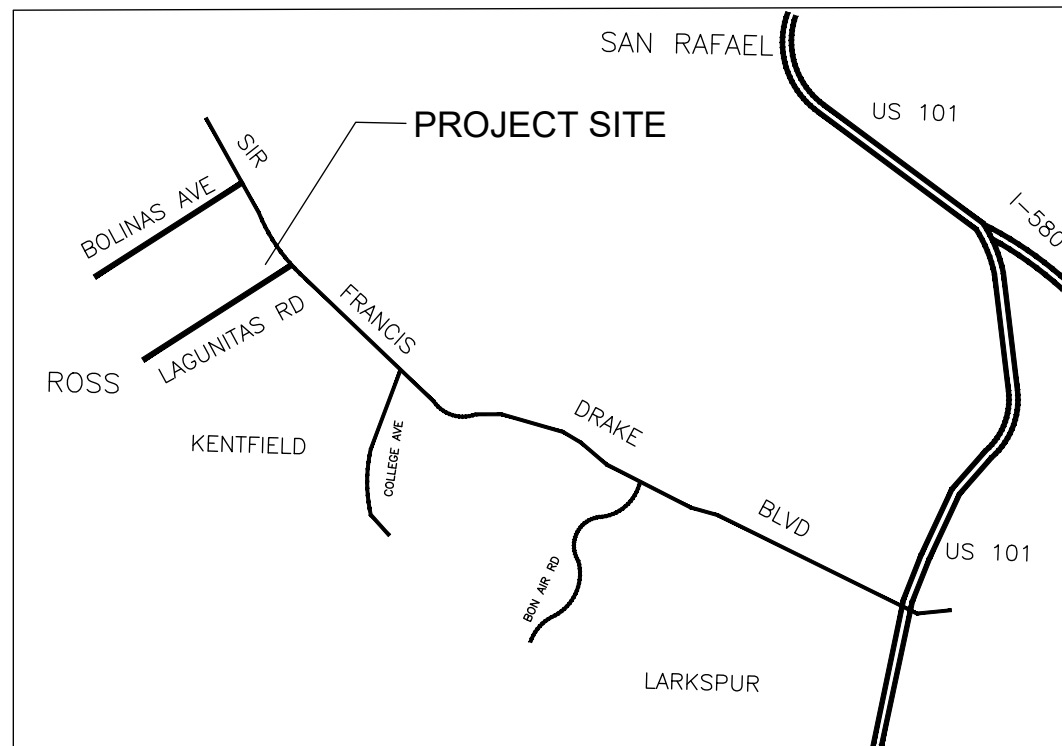 SAN RAFAEL
US 101
PROJECT SITE
SIR
BOLINAS AVE
I-580
FRANCIS
LAGUNITAS RD
ROSS
DRAKE
KENTFIELD
COLLEGE AVE
BLVD
US 101
BON AIR RD
LARKSPUR